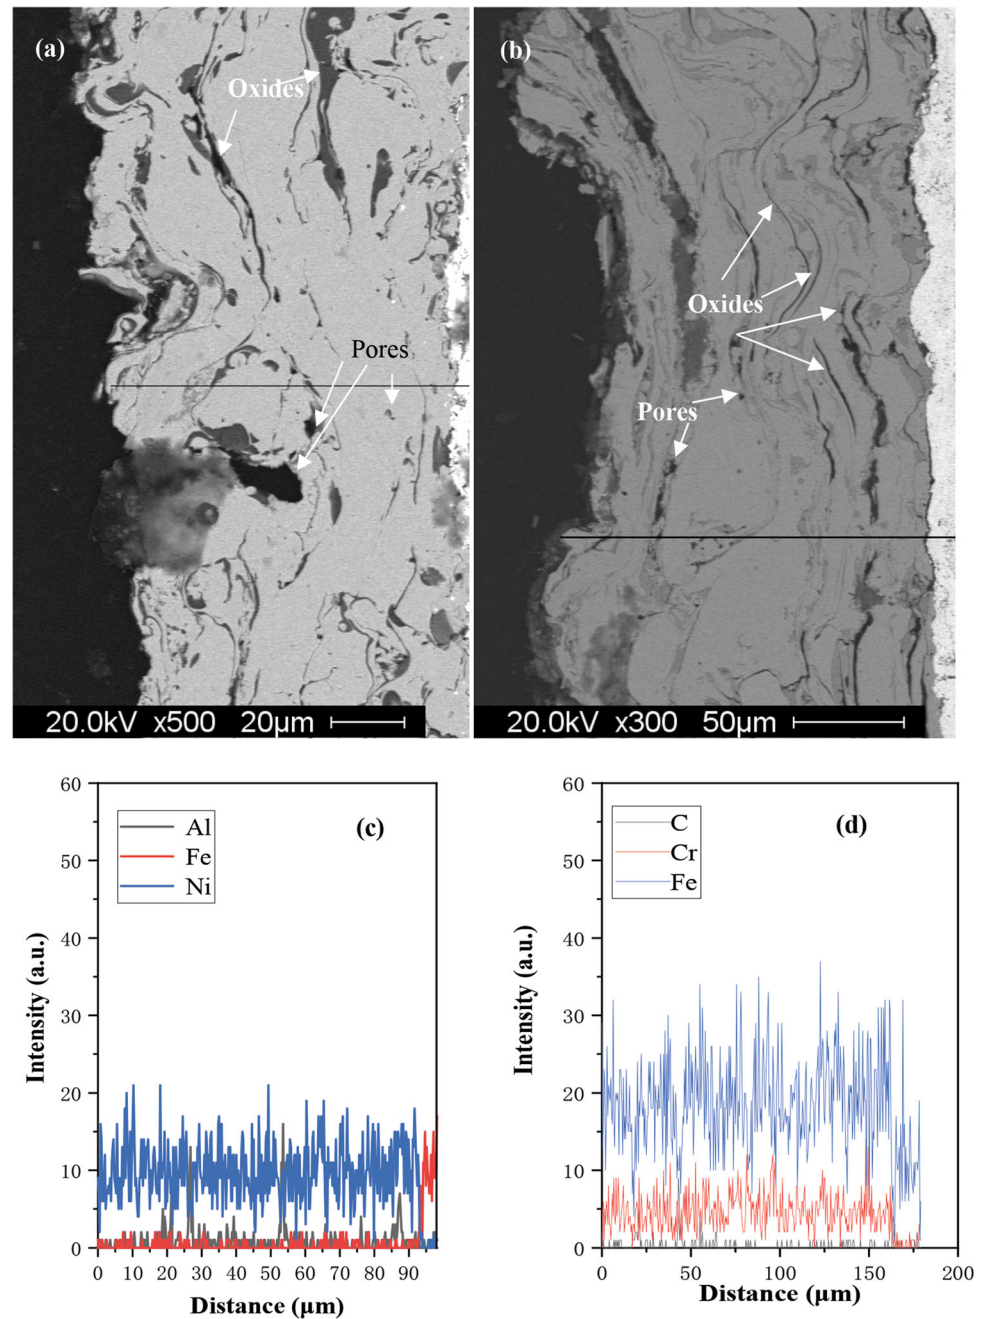 (a)
Oxides
Pores
20.0kV x500 20µm
(b)
Oxides
Pores
20.0kV x300 50µm
(c)
Al
Fe
Ni
60
50
40
30
20
10
0
0 10 20 30 40 50 60 70 80 90
Intensity (a.u.)
Distance (µm)
(d)
C
Cr
Fe
60
50
40
30
20
10
0
0 50 100 150 200
Intensity (a.u.)
Distance (µm)